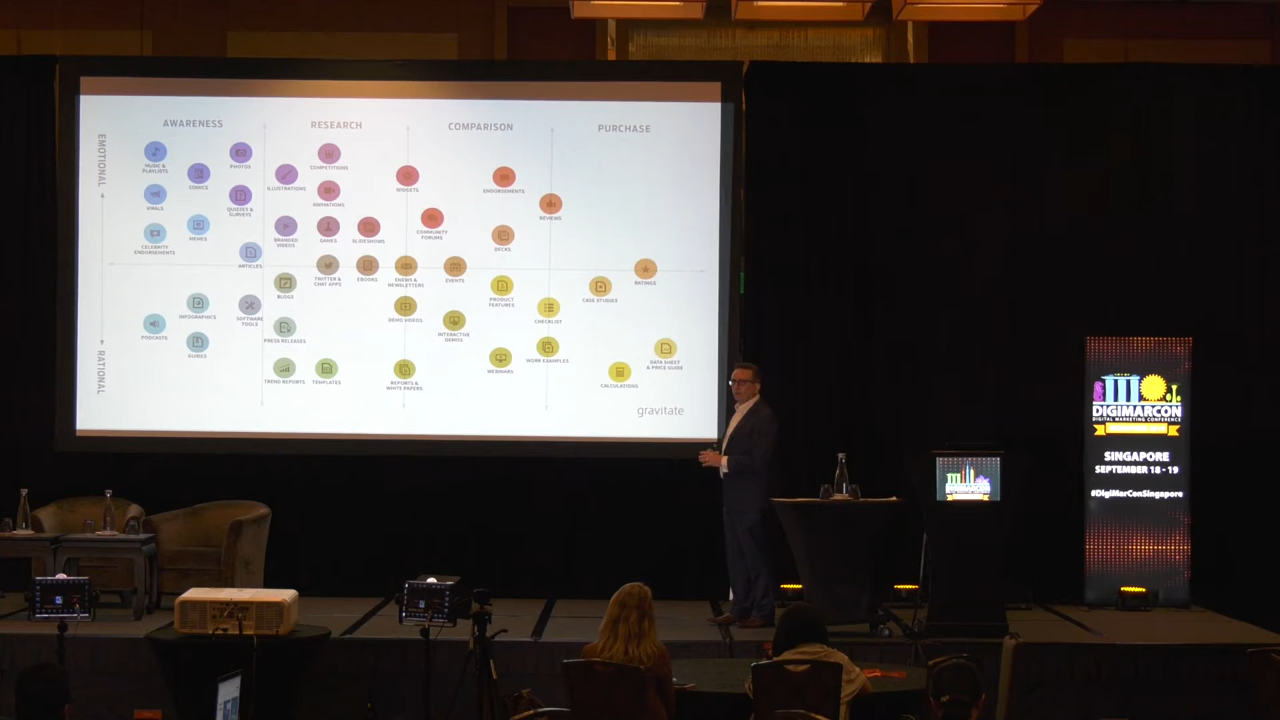 AWARENESS
RESEARCH
COMPARISON
PURCHASE
EMOTIONAL
RATIONAL
MUSIC &
PLAYLISTS
PHOTOS
COMICS
VIRALS
QUIZZES &
SURVEYS
MEMES
CELEBRITY
ENDORSEMENTS
ARTICLES
INFOGRAPHICS
SOFTWARE
TOOLS
PODCASTS
GUIDES
COMPETITIONS
ILLUSTRATIONS
ANIMATIONS
BRANDED
VIDEOS
GAMES
SLIDESHOWS
TWITTER &
CHAT APPS
EBOOKS
BLOGS
PRESS RELEASES
TREND REPORTS
TEMPLATES
WIDGETS
COMMUNITY
FORUMS
ENEWS &
NEWSLETTERS
EVENTS
DEMO VIDEOS
INTERACTIVE
DEMOS
REPORTS &
WHITE PAPERS
ENDORSEMENTS
REVIEWS
DECKS
PRODUCT
FEATURES
CHECKLIST
WEBINARS
WORK EXAMPLES
RATINGS
CASE STUDIES
DATA SHEET
& PRICE GUIDE
CALCULATIONS
gravitate
DIGIMARCON
DIGITAL MARKETING CONFERENCE
SINGAPORE
SEPTEMBER 18 - 19
#DigiMarConSingapore